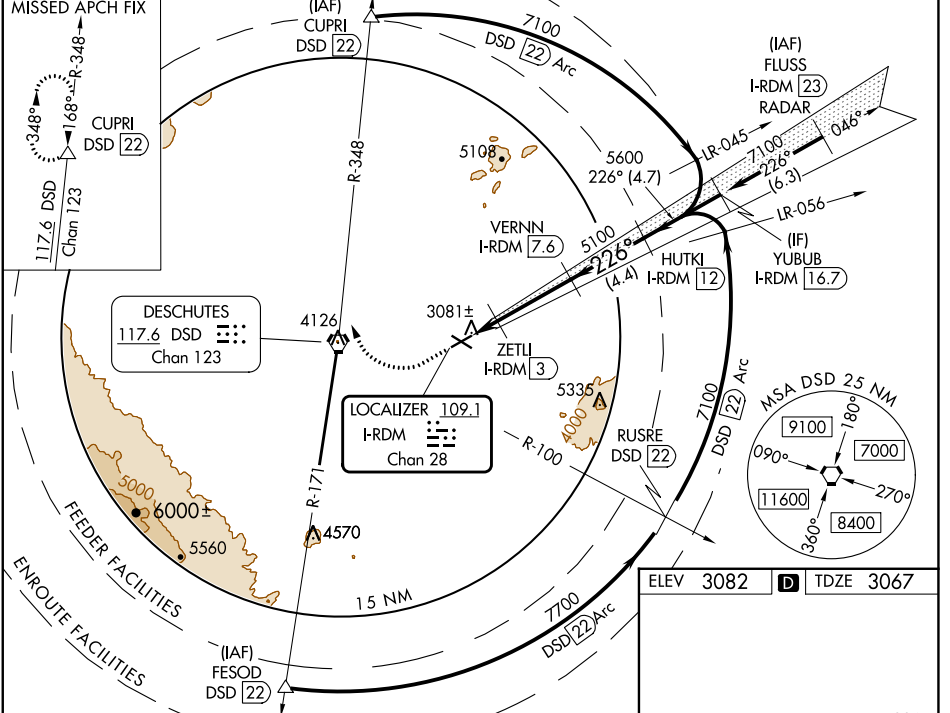 MISSED APCH FIX
R-348
348°
168°
CUPRI
DSD 22
117.6 DSD
Chan 123
(IAF)
CUPRI
DSD 22
7100
DSD 22 Arc
R-348
5108
(IAF)
FLUSS
I-RDM 23
RADAR
046°
LR-045
7100
226°
(6.3)
5600
226° (4.7)
LR-056
VERNN
I-RDM 7.6
5100
226°
(4.4)
HUTKI
I-RDM 12
(IF)
YUBUB
I-RDM 16.7
DESCHUTES
117.6 DSD
Chan 123
4126
3081±
ZETLI
I-RDM 3
LOCALIZER 109.1
I-RDM
Chan 28
5335
4000
R-100
RUSRE
DSD 22
7100
DSD 22 Arc
MSA DSD 25 NM
9100
180°
7000
090°
270°
11600
8400
360°
R-171
5000
6000±
5560
4570
FEEDER FACILITIES
ENROUTE FACILITIES
15 NM
(IAF)
FESOD
DSD 22
7700
DSD 22 Arc
ELEV 3082 D TDZE 3067